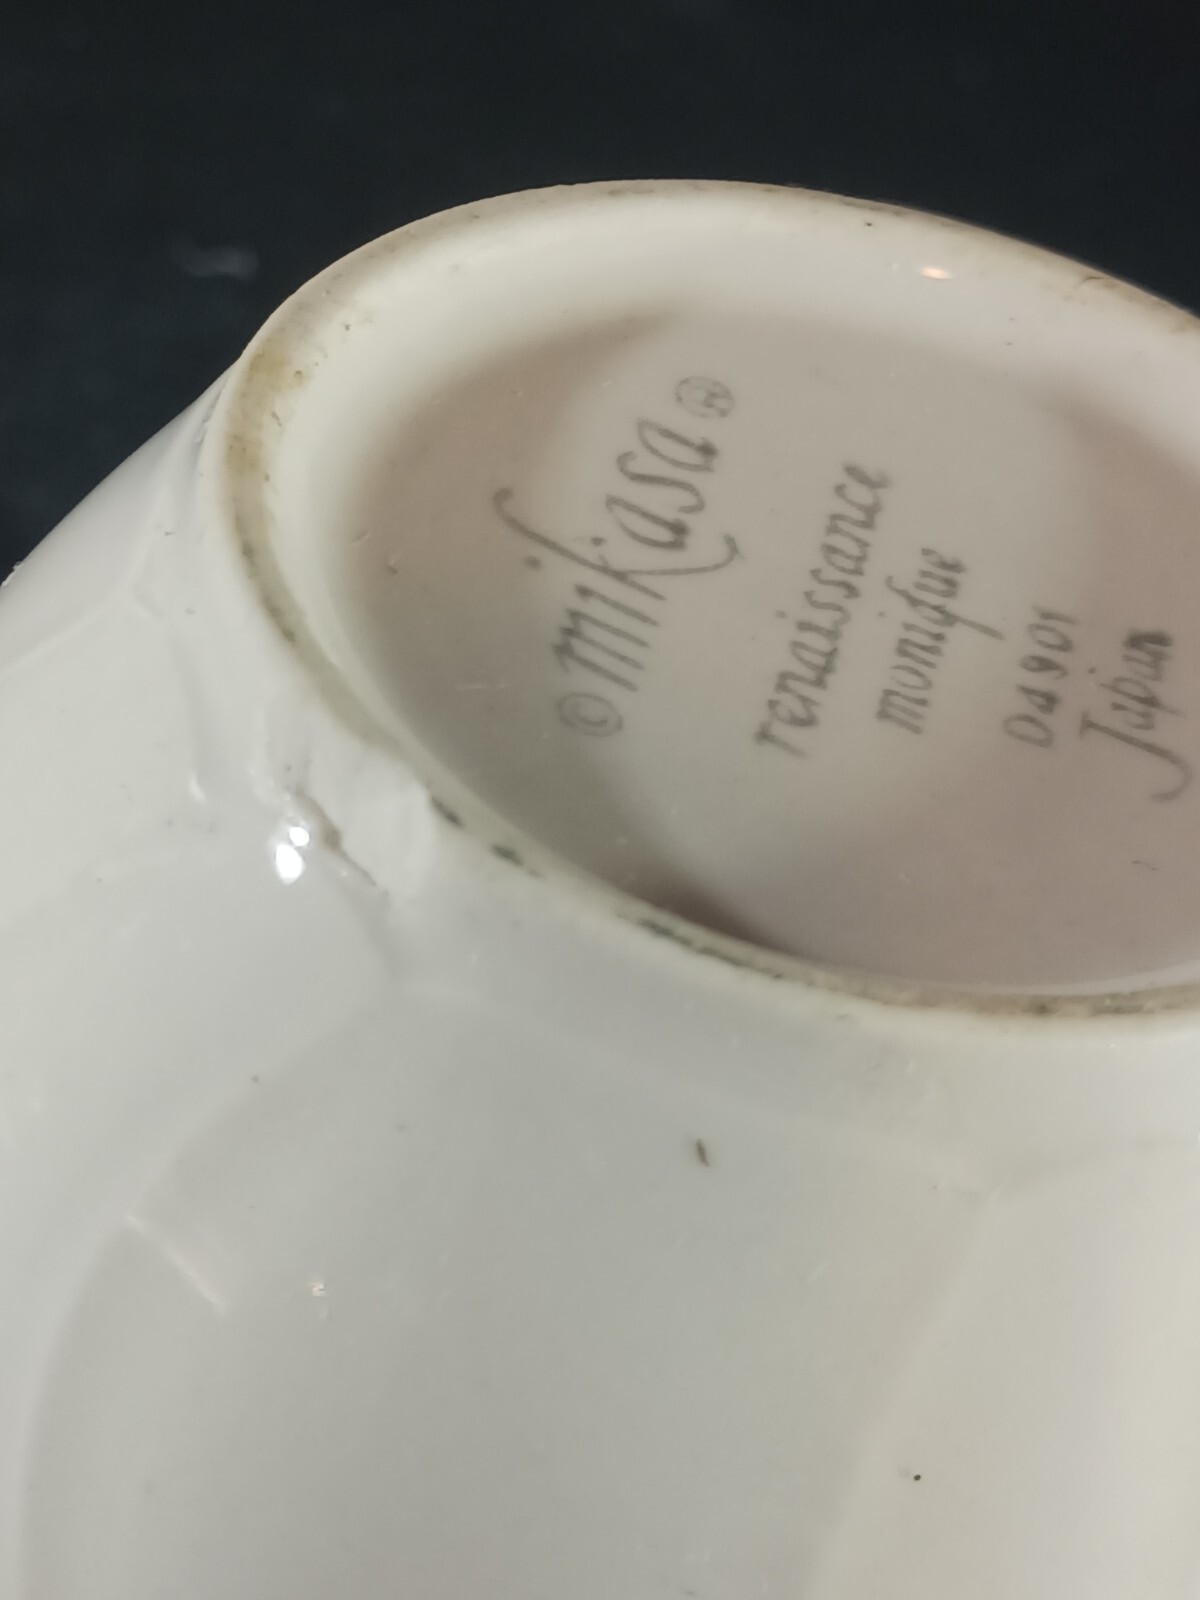 © mikasa ®
renaissance
monique
D4901
Japan